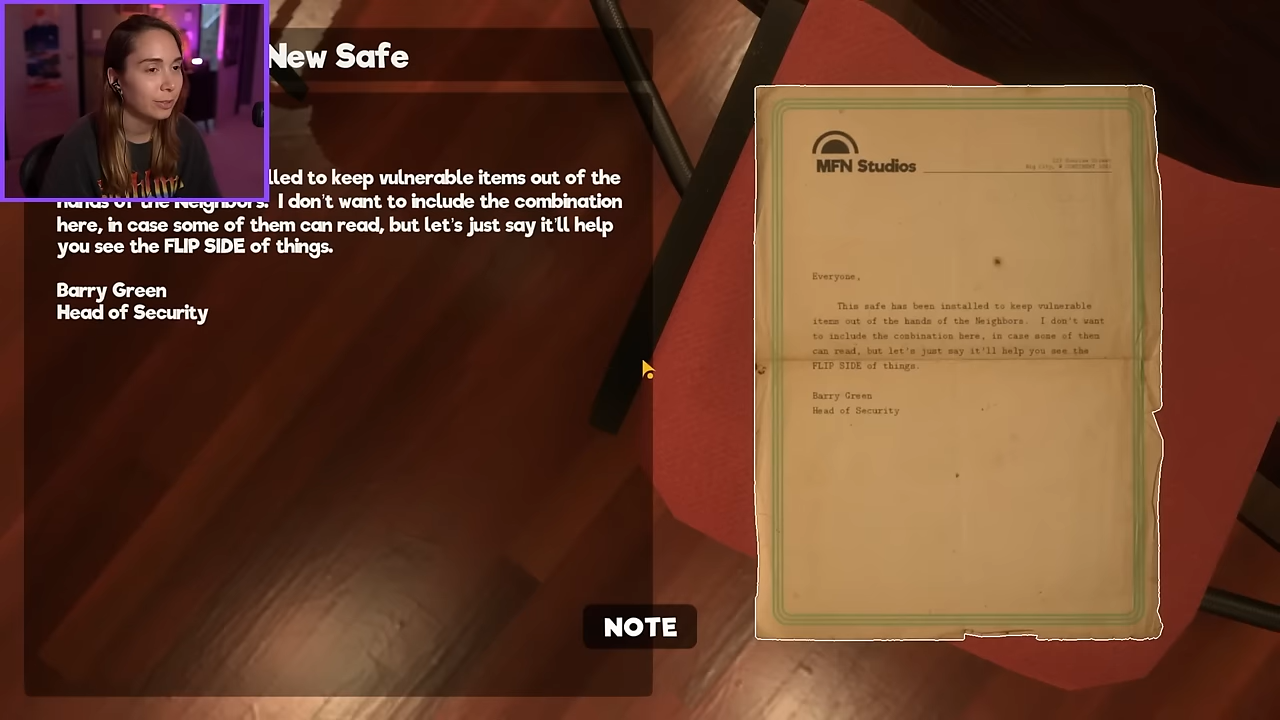 New Safe
lled to keep vulnerable items out of the
hands of the Neighbors. I don't want to include the combination
here, in case some of them can read, but let's just say it'll help
you see the FLIP SIDE of things.
Barry Green
Head of Security
NOTE
MFN Studios
Everyone,
This safe has been installed to keep vulnerable
items out of the hands of the Neighbors. I don't want
to include the combination here, in case some of them
can read, but let's just say it'll help you see the
FLIP SIDE of things.
Barry Green
Head of Security